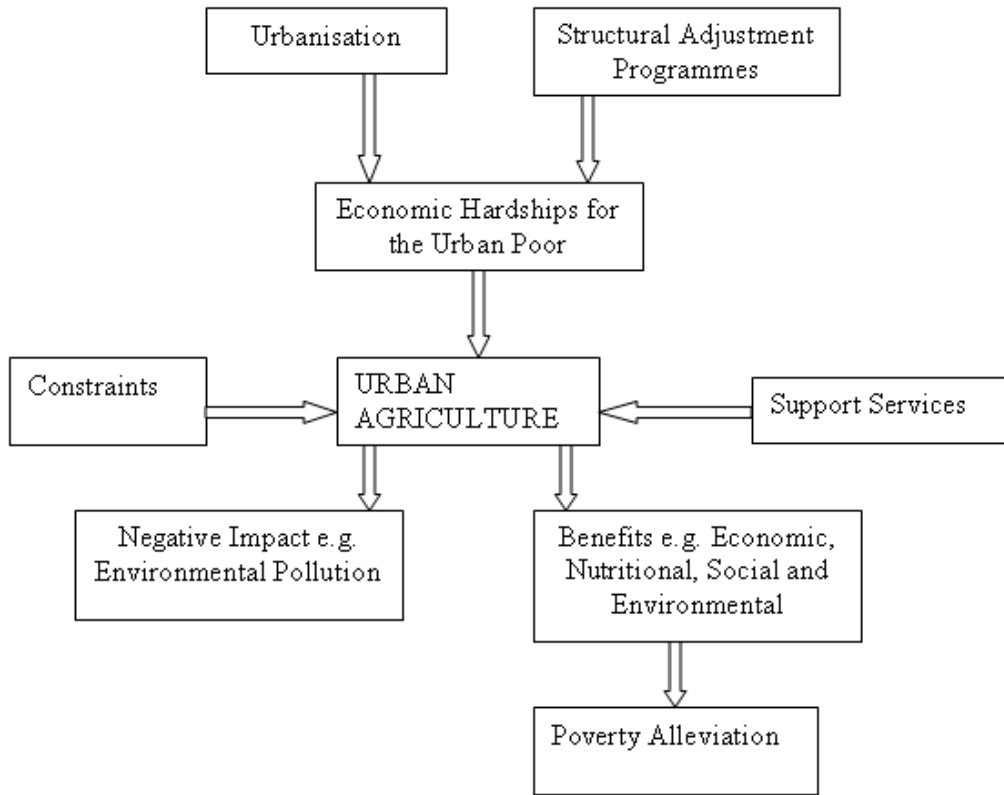 Urbanisation
Structural Adjustment
Programmes
Economic Hardships for
the Urban Poor
Constraints
URBAN
AGRICULTURE
Support Services
Negative Impact e.g.
Environmental Pollution
Benefits e.g. Economic,
Nutritional, Social and
Environmental
Poverty Alleviation